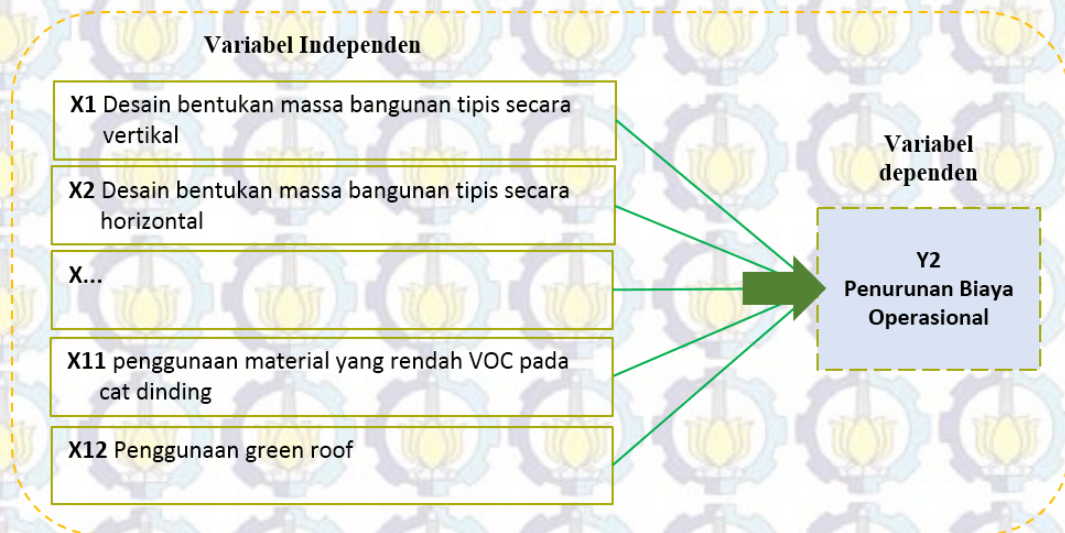 Variabel Independen
X1 Desain bentukan massa bangunan tipis secara
vertikal
X2 Desain bentukan massa bangunan tipis secara
horizontal
X...
X11 penggunaan material yang rendah VOC pada
cat dinding
X12 Penggunaan green roof
Variabel
dependen
Y2
Penurunan Biaya
Operasional